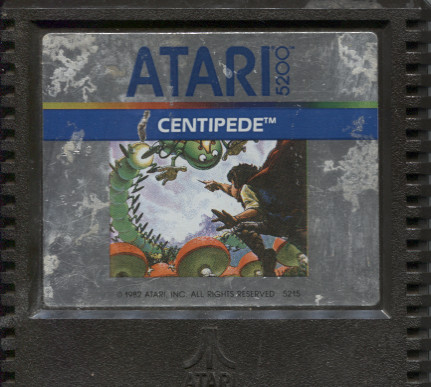 ATARI 5200
CENTIPEDE™
© 1982 ATARI, INC. ALL RIGHTS RESERVED 5215
ATARI